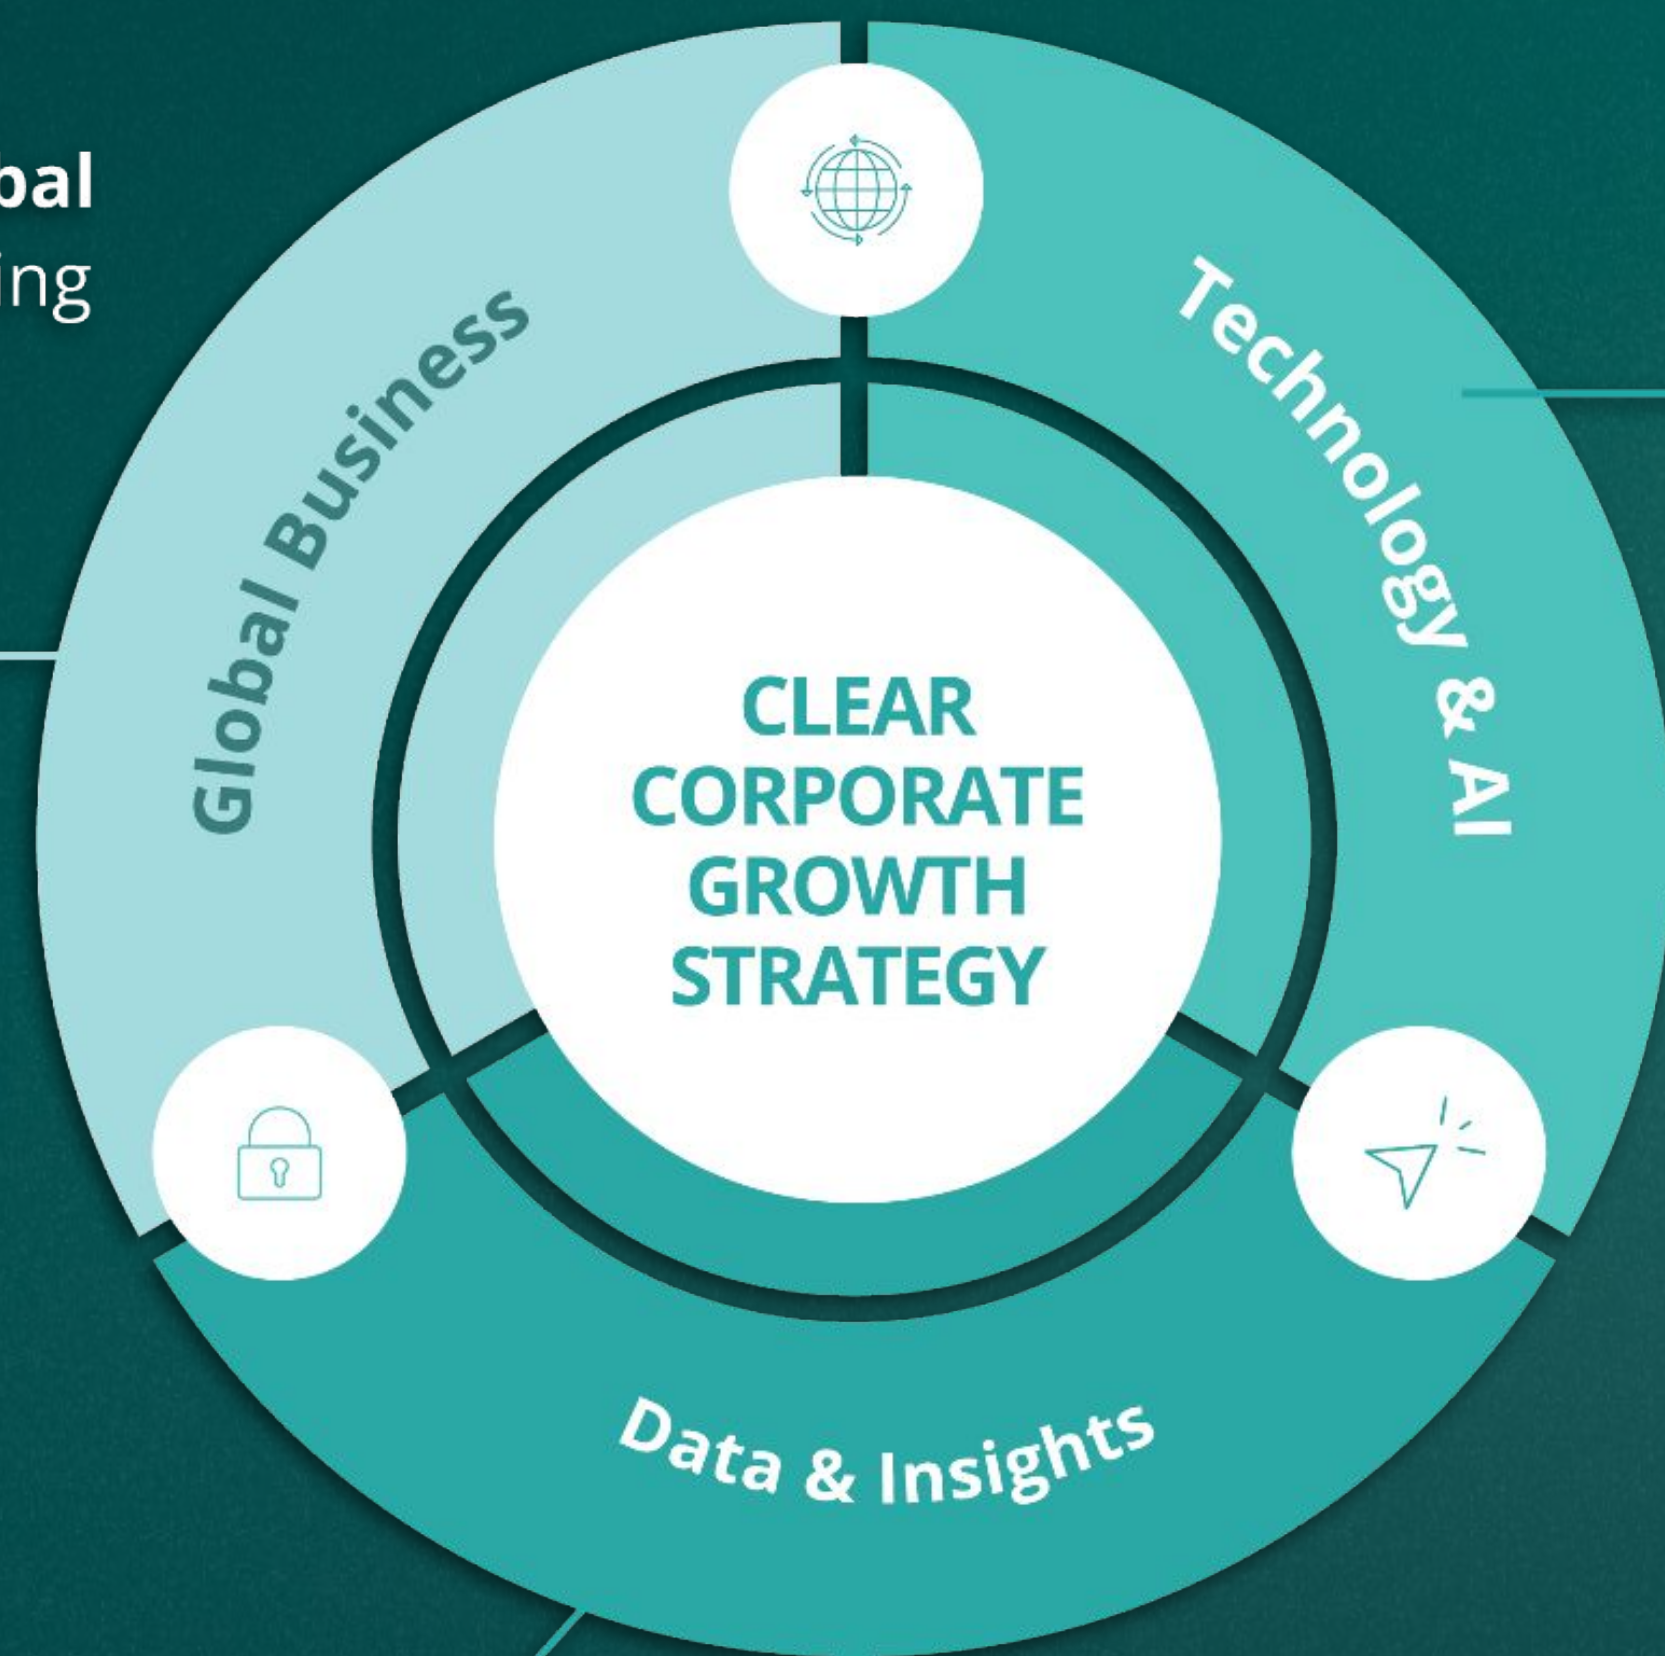 bal
ing
Global Business
Technology & AI
CLEAR
CORPORATE
GROWTH
STRATEGY
Data & Insights